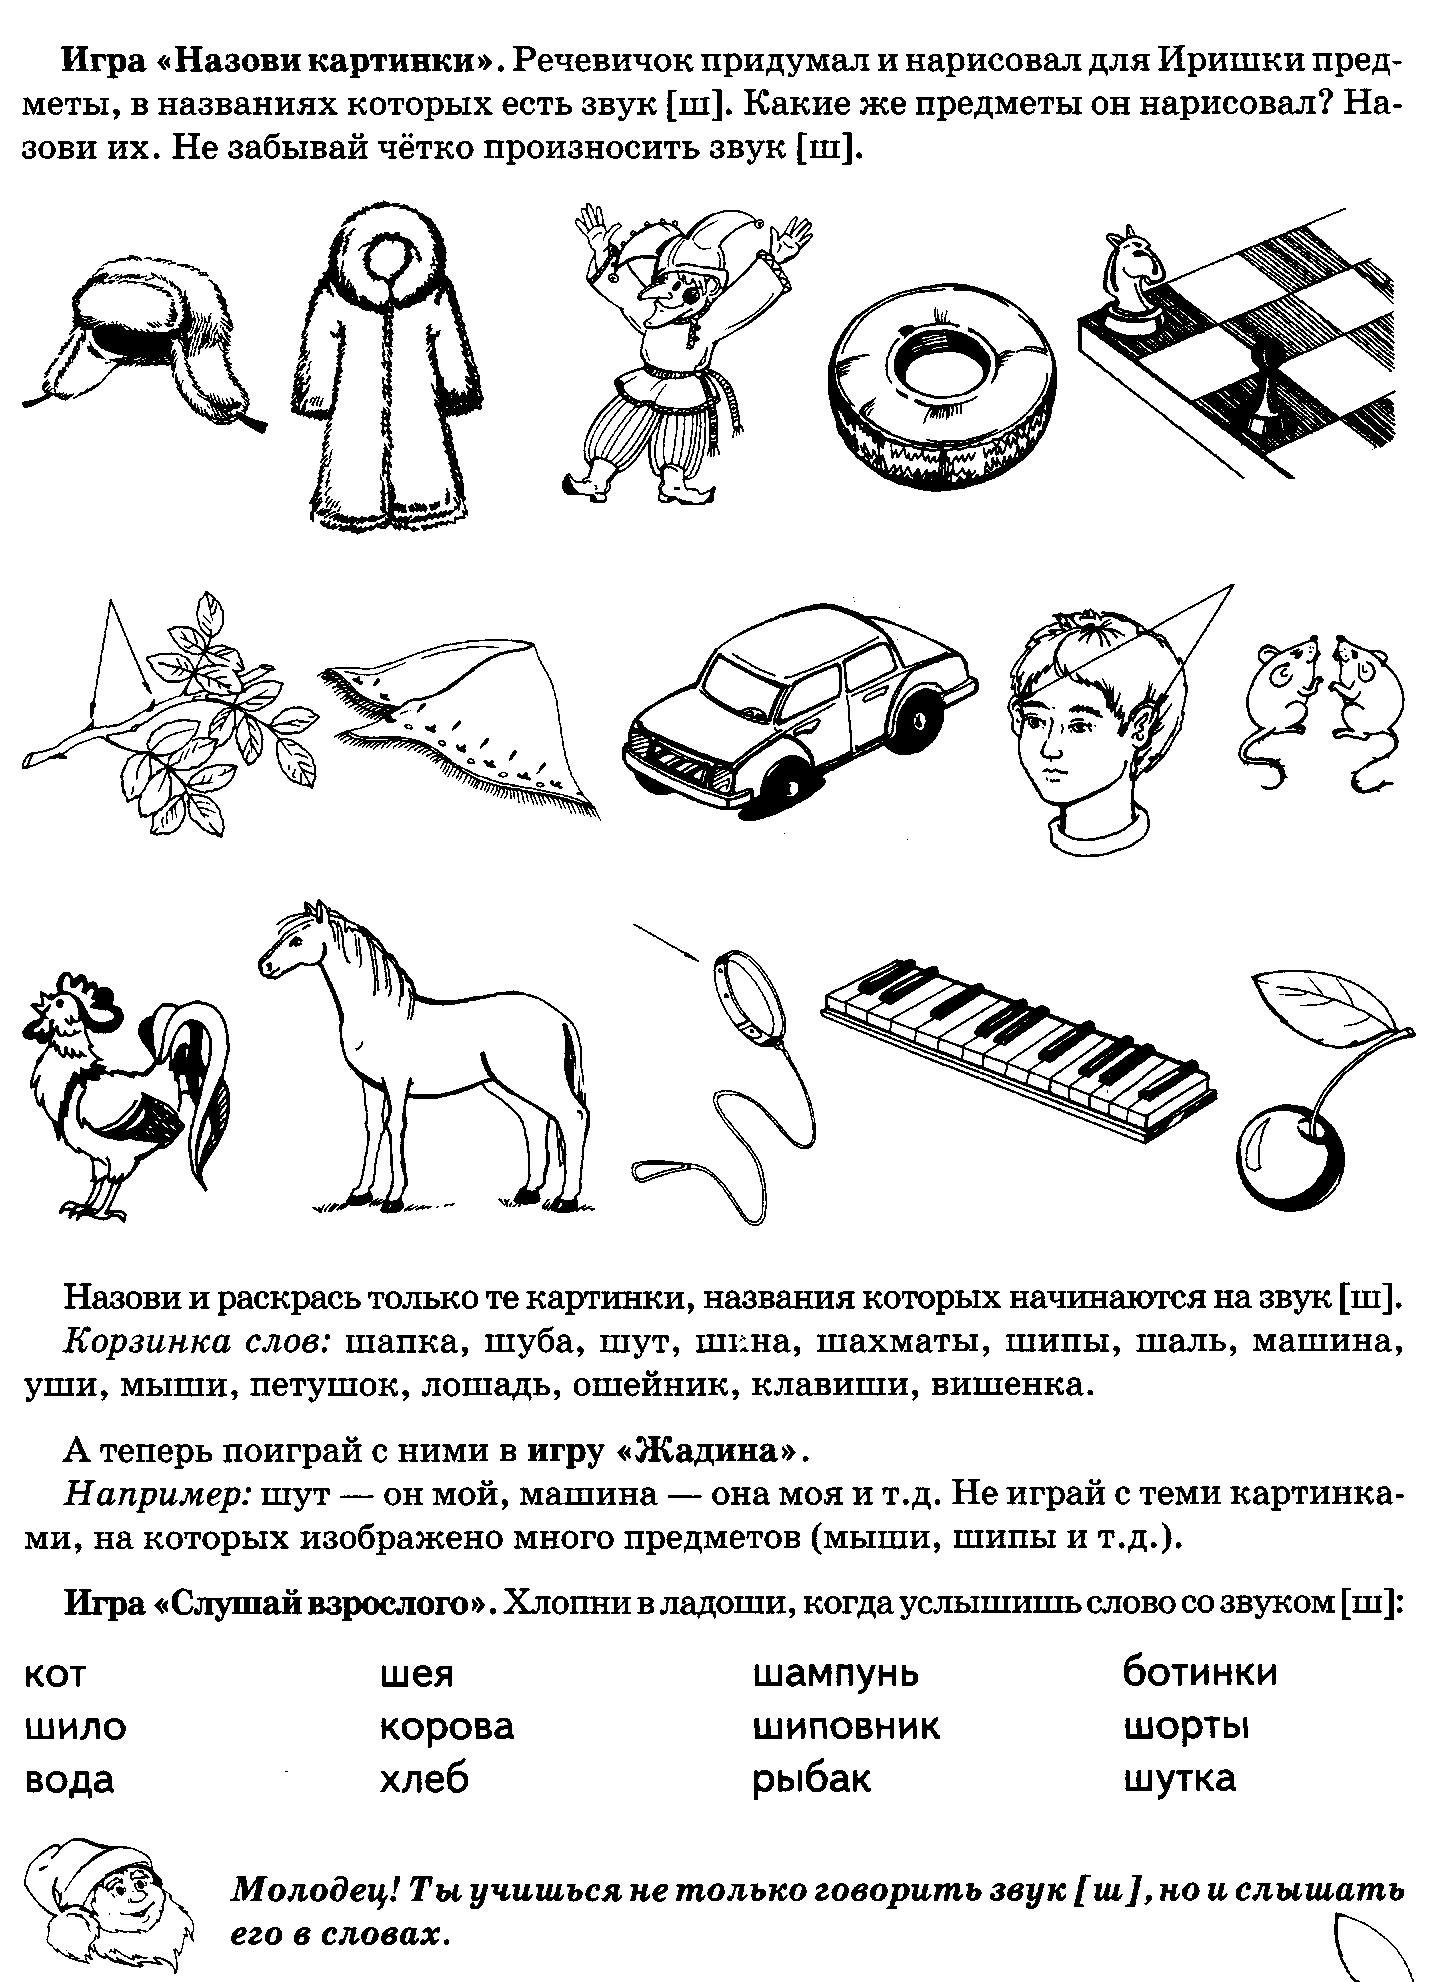 Игра «Назови картинки». Речевичок придумал и нарисовал для Иришки пред-
меты, в названиях которых есть звук [ш]. Какие же предметы он нарисовал? На-
зови их. Не забывай чётко произносить звук [ш].
Назови и раскрась только те картинки, названия которых начинаются на звук [ш].
Корзинка слов: шапка, шуба, шут, шина, шахматы, шипы, шаль, машина,
уши, мыши, петушок, лошадь, ошейник, клавиши, вишенка.
А теперь поиграй с ними в игру «Жадина».
Например: шут — он мой, машина — она моя и т.д. Не играй с теми картинка-
ми, на которых изображено много предметов (мыши, шипы и т.д.).
Игра «Слушай взрослого». Хлопни в ладоши, когда услышишь слово со звуком [ш]:
кот шея шампунь ботинки
шило корова шиповник шорты
вода хлеб рыбак шутка
Молодец! Ты учишься не только говорить звук [ш], но и слышать
его в словах.